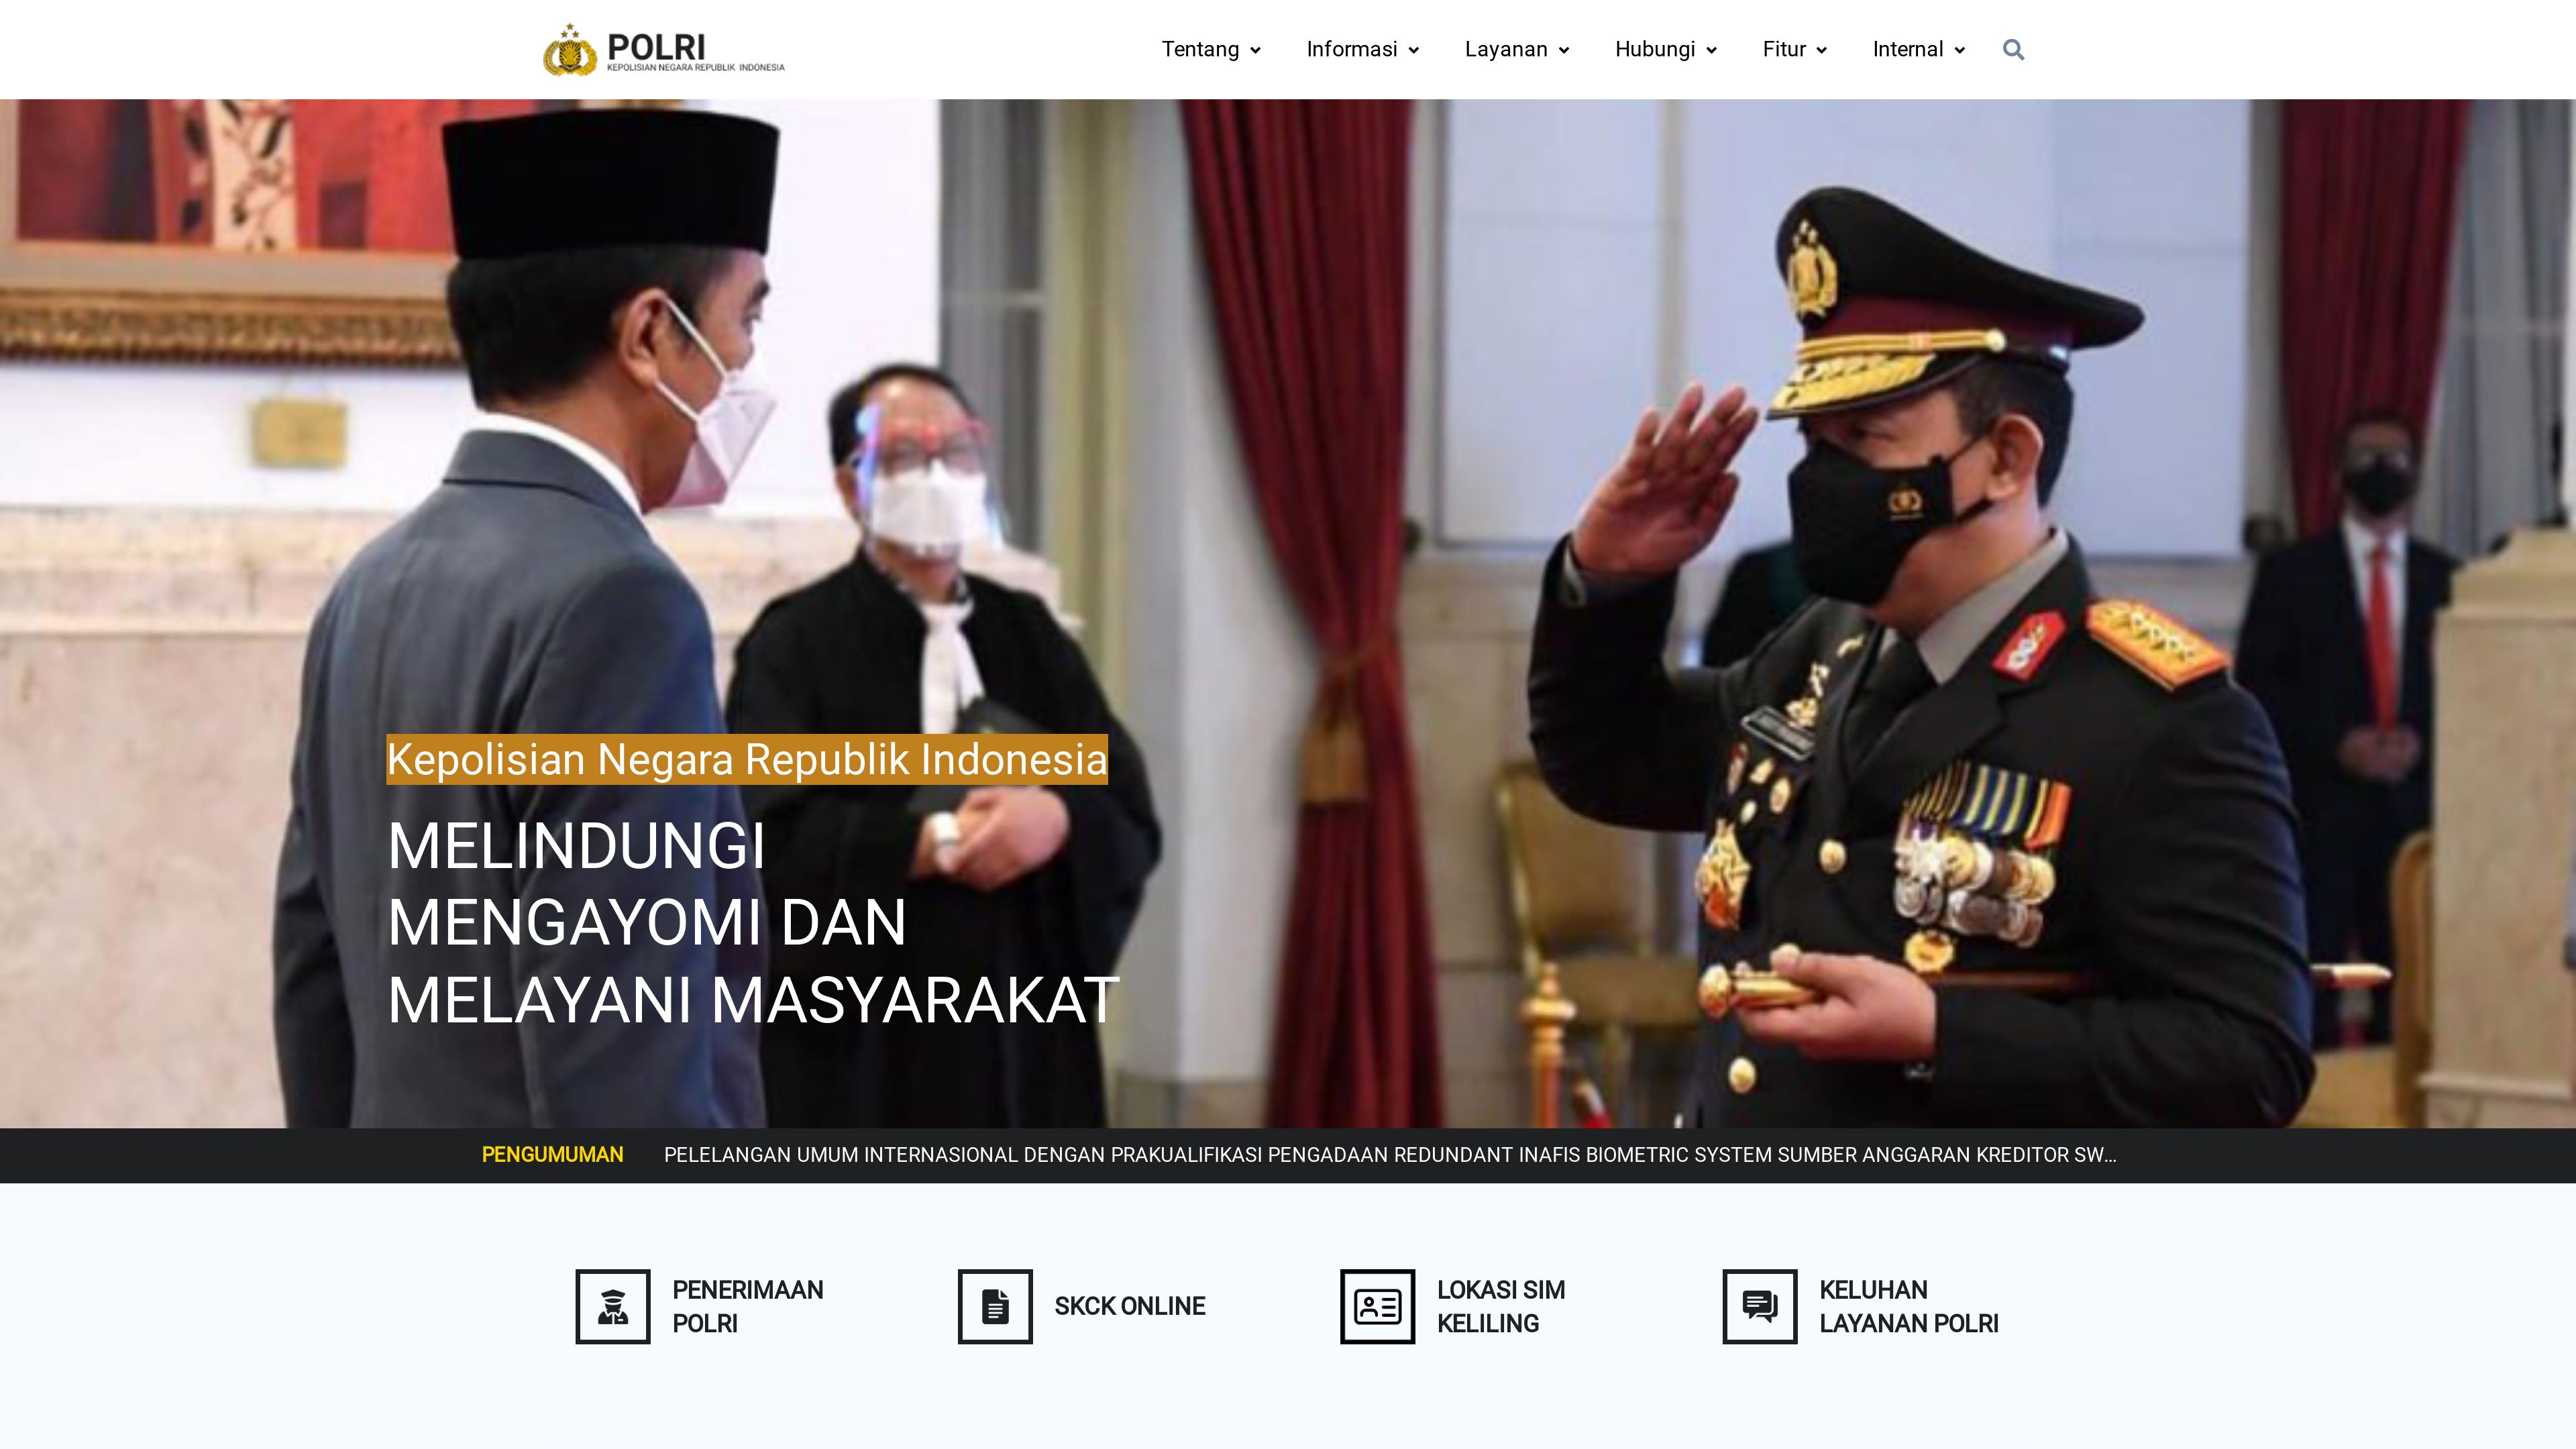 POLRI
KEPOLISIAN NEGARA REPUBLIK INDONESIA
Tentang Informasi Layanan Hubungi Fitur Internal
Kepolisian Negara Republik Indonesia
MELINDUNGI
MENGAYOMI DAN
MELAYANI MASYARAKAT
PENGUMUMAN PELELANGAN UMUM INTERNASIONAL DENGAN PRAKUALIFIKASI PENGADAAN REDUNDANT INAFIS BIOMETRIC SYSTEM SUMBER ANGGARAN KREDITOR SW...
PENERIMAAN
POLRI
SKCK ONLINE
LOKASI SIM
KELILING
KELUHAN
LAYANAN POLRI